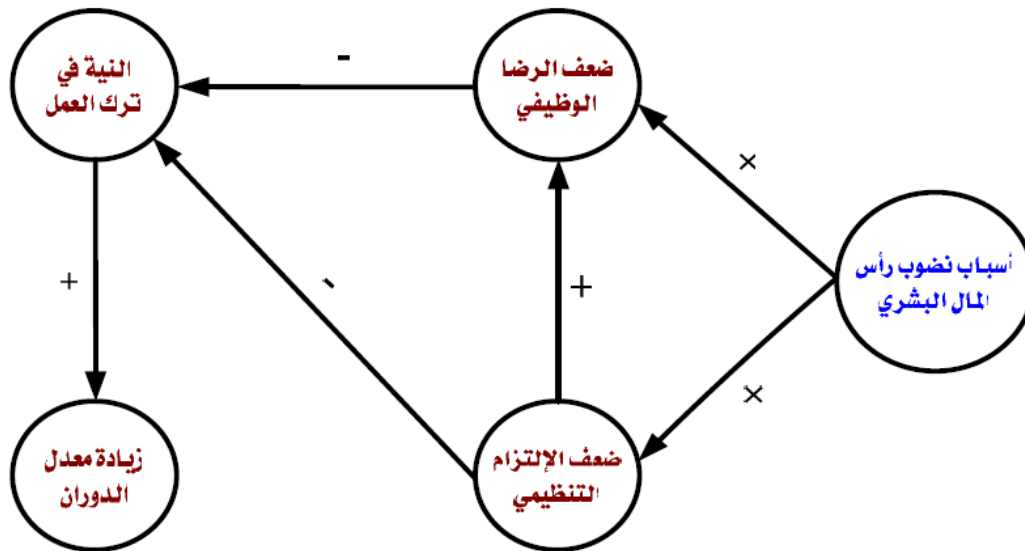 أسباب نضوب رأس
المال البشري
×
×
ضعف الرضا
الوظيفي
+
ضعف الإلتزام
التنظيمي
-
-
النية في
ترك العمل
+
زيادة معدل
الدوران